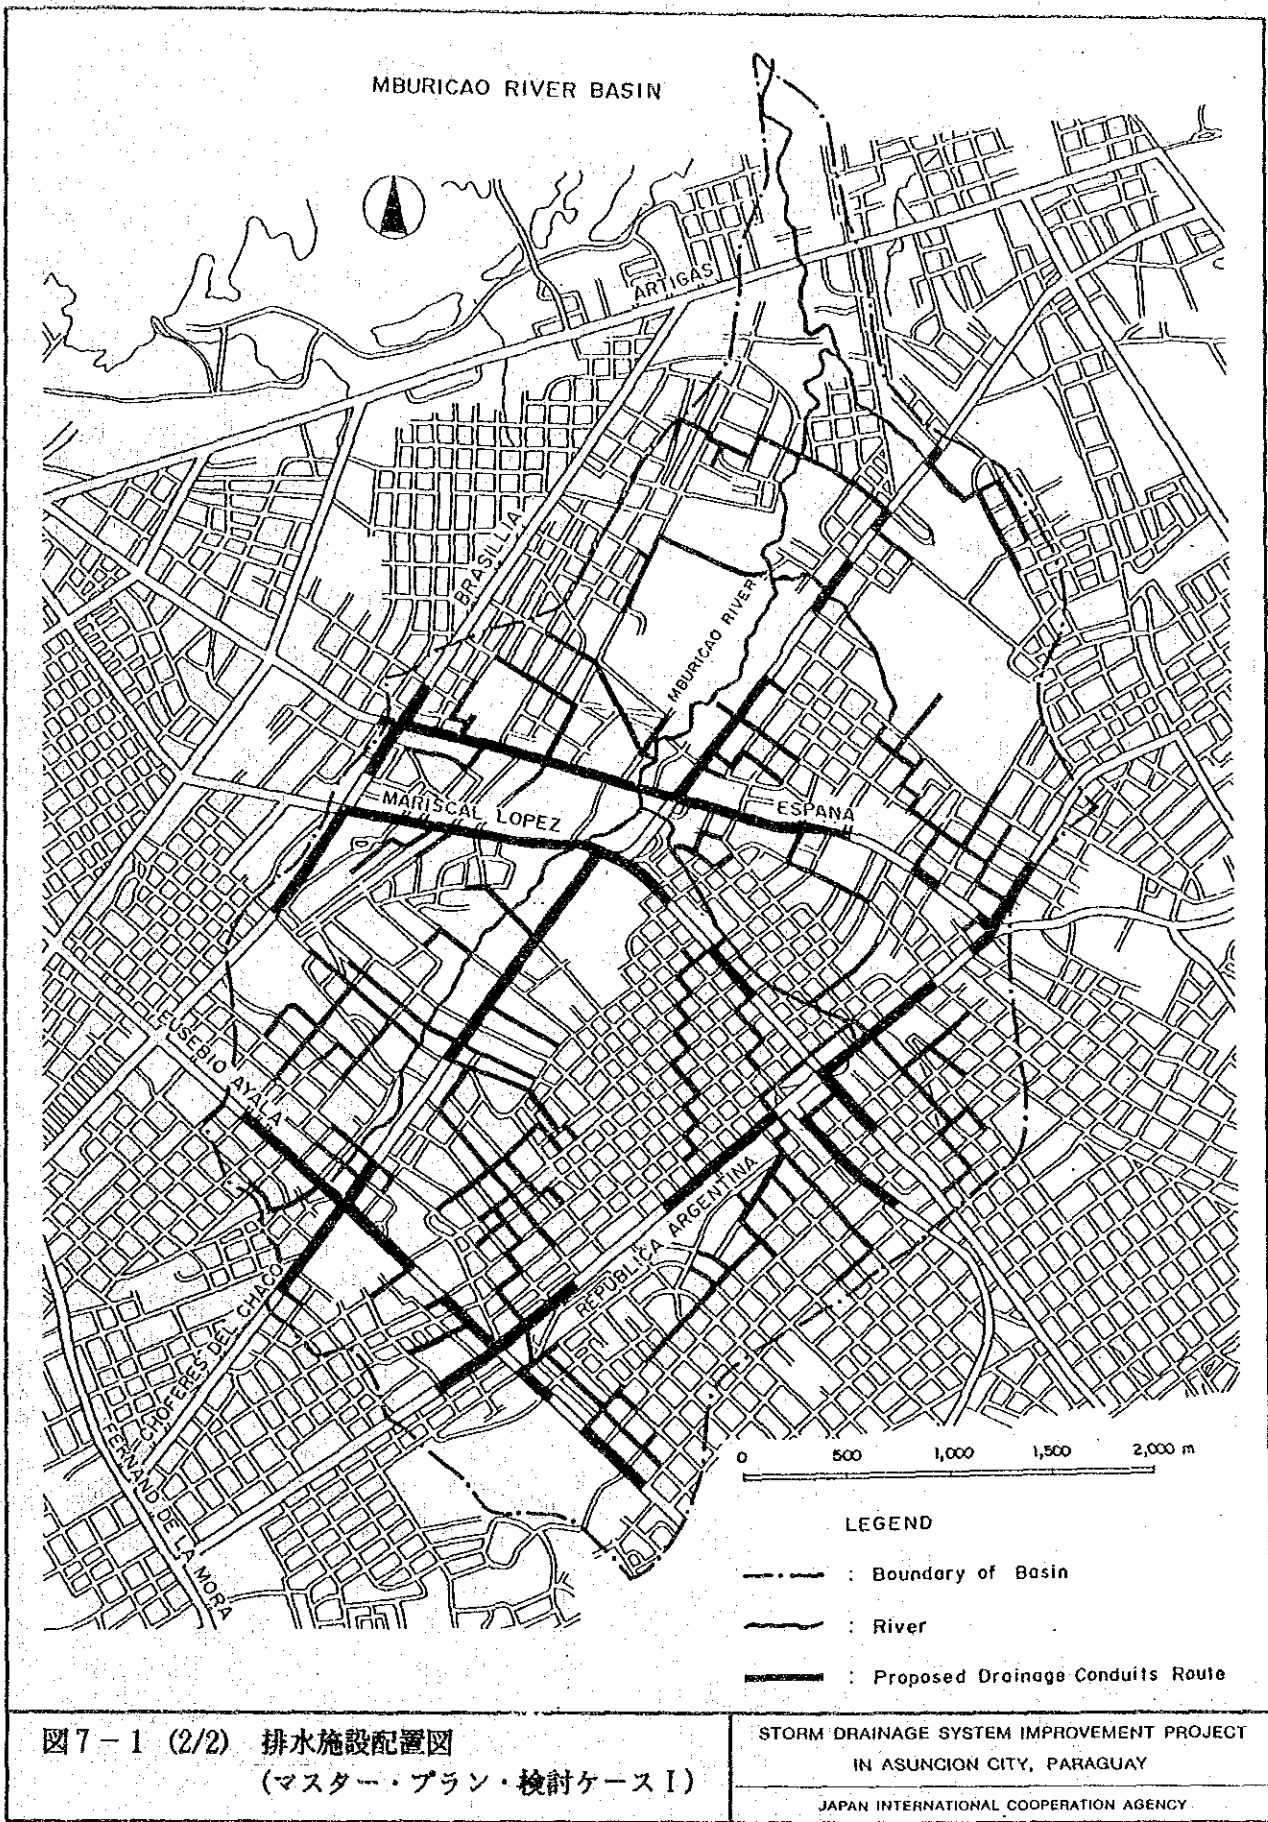 MBURICAO RIVER BASIN
ARTIGAS
BRASILLIA
MBURICAO RIVER
MARISCAL LOPEZ
ESPANA
EUSEBIO AYALA
REPUBLICA ARGENTINA
CHOFERES DEL CHACO
FERNAND DE LA MORA
0 500 1,000 1,500 2,000 m
LEGEND
: Boundary of Basin
: River
: Proposed Drainage Conduits Route
図7-1 (2/2) 排水施設配置図
(マスター・プラン・検討ケースI)
STORM DRAINAGE SYSTEM IMPROVEMENT PROJECT
IN ASUNCION CITY, PARAGUAY
JAPAN INTERNATIONAL COOPERATION AGENCY